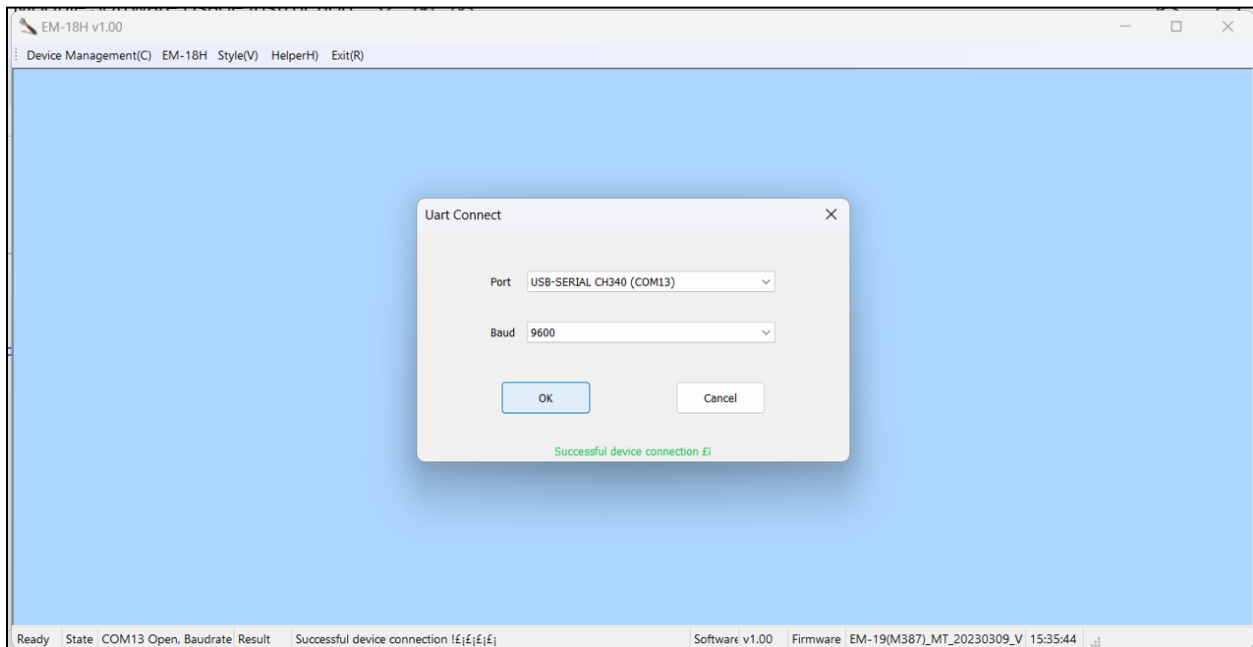 EM-18H v1.00
Device Management(C) EM-18H Style(V) HelperH) Exit(R)
Uart Connect
Port USB-SERIAL CH340 (COM13)
Baud 9600
OK Cancel
Successful device connection £¡
Ready State COM13 Open, Baudrate Result Successful device connection !£¡£¡£¡£¡ Software v1.00 Firmware EM-19(M387)_MT_20230309_V 15:35:44